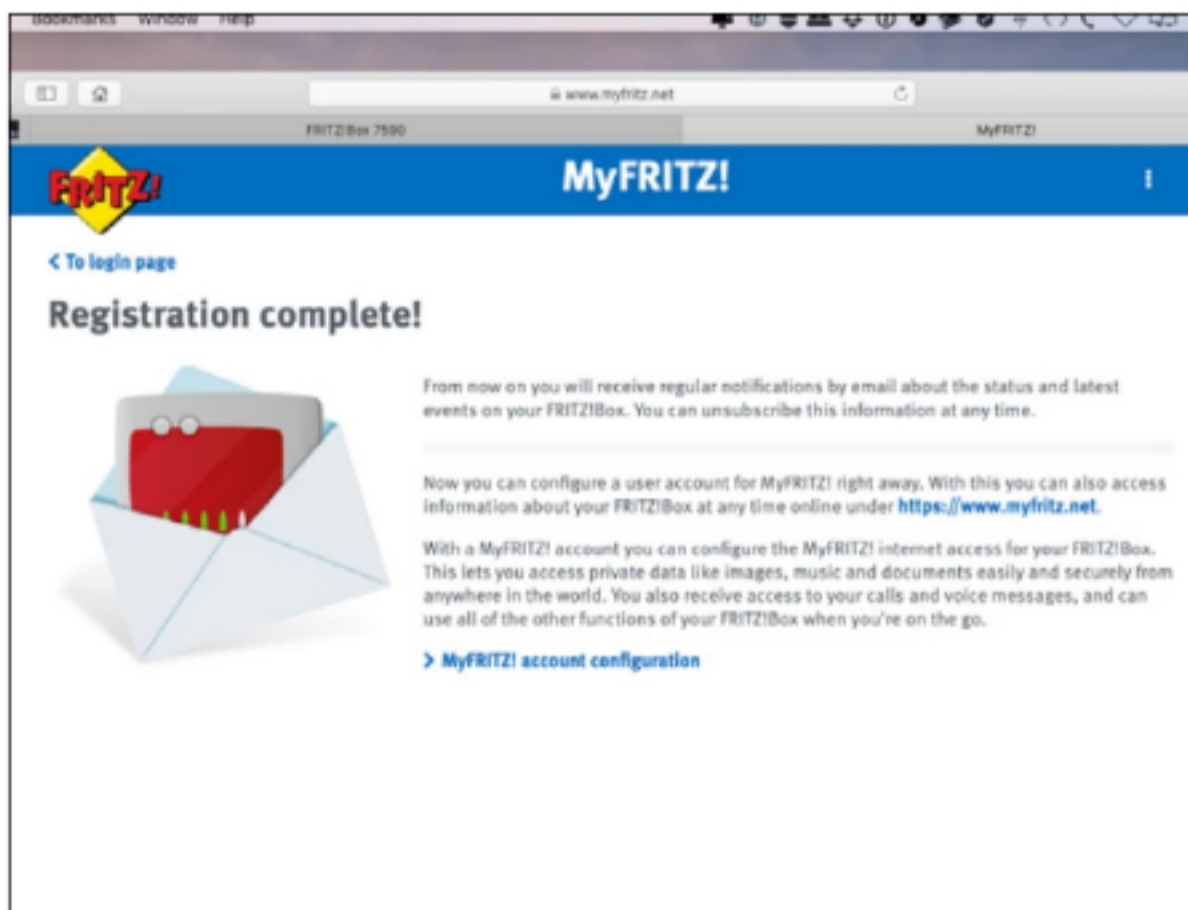 Bookmarks Window Help
www.myfritz.net
FRITZ!Box 7590
MyFRITZ!
FRITZ!
MyFRITZ!
< To login page
Registration complete!
From now on you will receive regular notifications by email about the status and latest
events on your FRITZ!Box. You can unsubscribe this information at any time.
Now you can configure a user account for MyFRITZ! right away. With this you can also access
information about your FRITZ!Box at any time online under https://www.myfritz.net.
With a MyFRITZ! account you can configure the MyFRITZ! internet access for your FRITZ!Box.
This lets you access private data like images, music and documents easily and securely from
anywhere in the world. You also receive access to your calls and voice messages, and can
use all of the other functions of your FRITZ!Box when you're on the go.
> MyFRITZ! account configuration